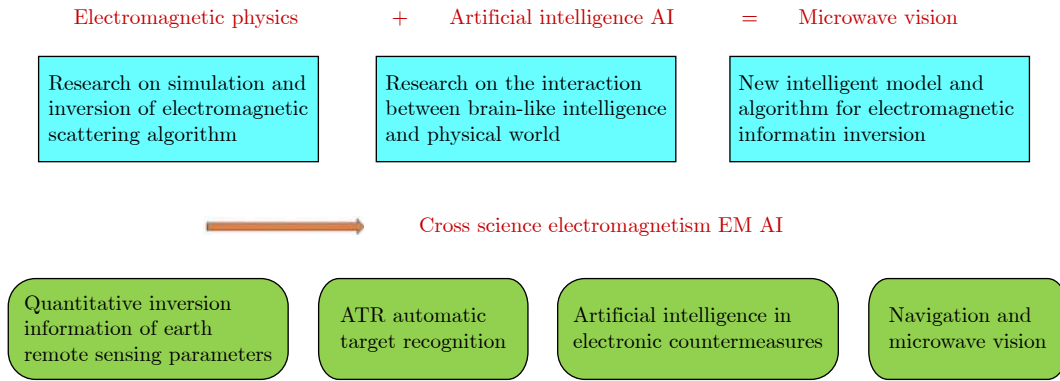 Electromagnetic physics + Artificial intelligence AI = Microwave vision
Research on simulation and
inversion of electromagnetic
scattering algorithm
Research on the interaction
between brain-like intelligence
and physical world
New intelligent model and
algorithm for electromagnetic
informatin inversion
Cross science electromagnetism EM AI
Quantitative inversion
information of earth
remote sensing parameters
ATR automatic
target recognition
Artificial intelligence in
electronic countermeasures
Navigation and
microwave vision